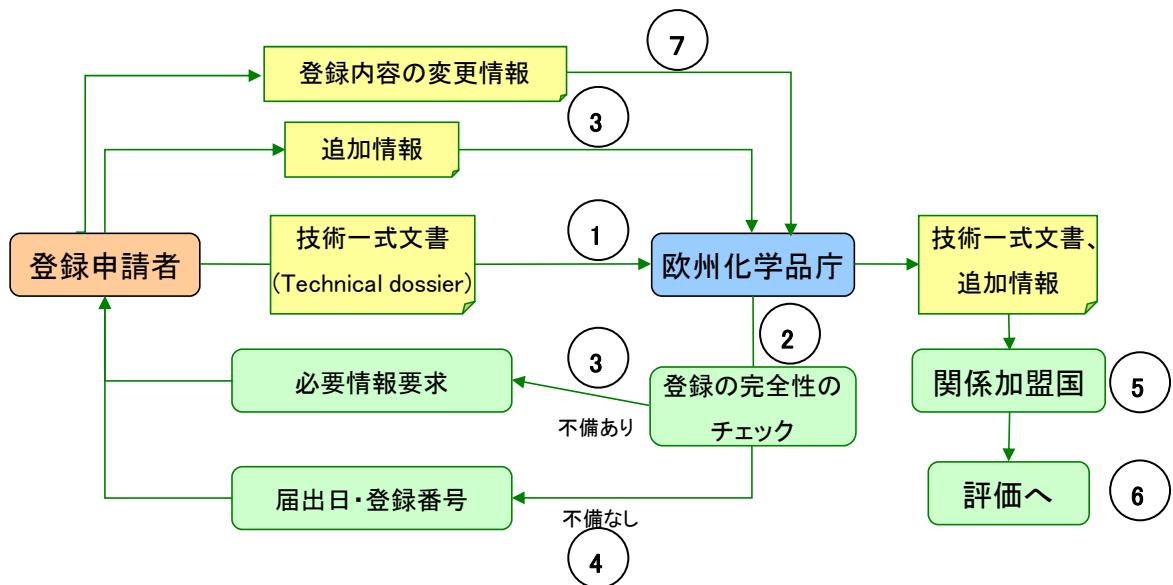 7
登録内容の変更情報
3
追加情報
1
技術一式文書
(Technical dossier)
登録申請者
欧州化学品庁
技術一式文書、
追加情報
2
3
必要情報要求
登録の完全性の
チェック
不備あり
関係加盟国
5
届出日・登録番号
不備なし
4
評価へ
6